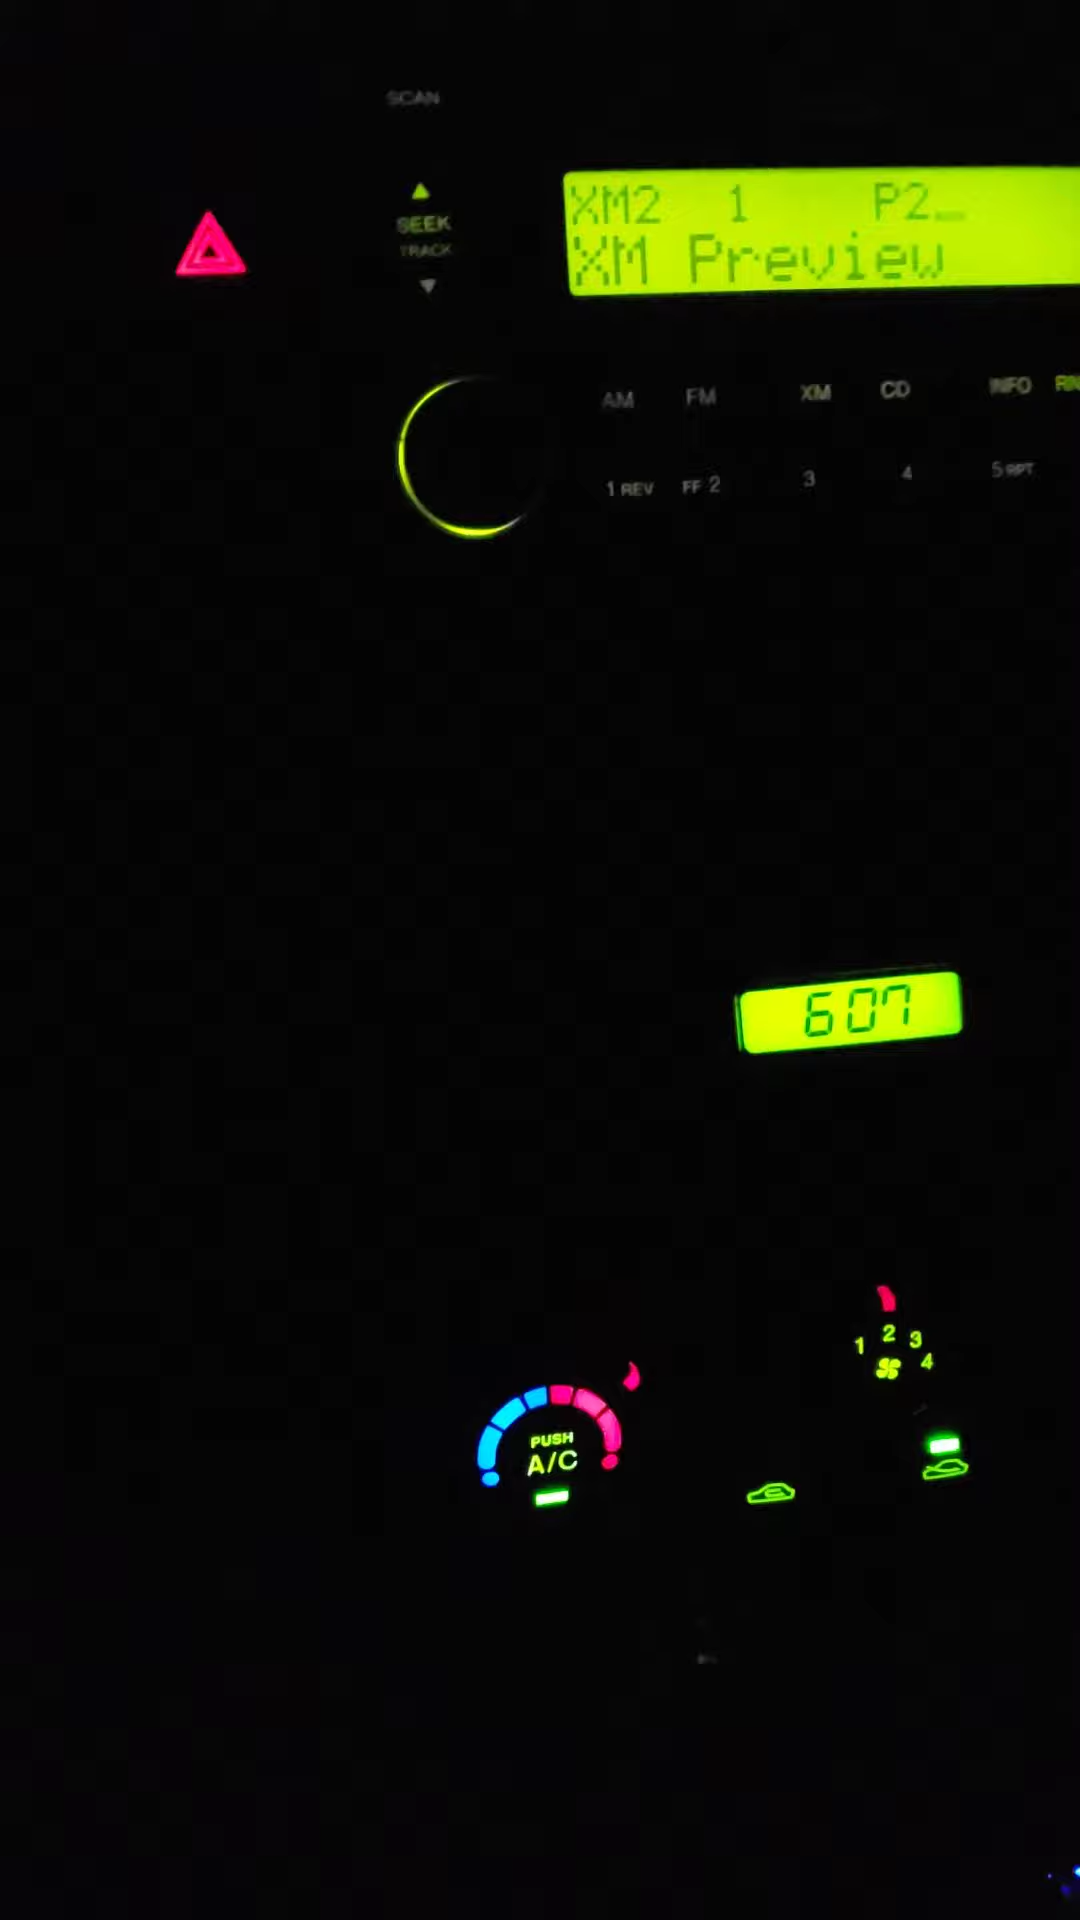 SCAN
SEEK
TRACK
XM2 1 P2
XM Preview
AM FM XM CD INFO
1 REV FF 2 3 4 5 RPT
607
1 2 3 4
PUSH
A/C